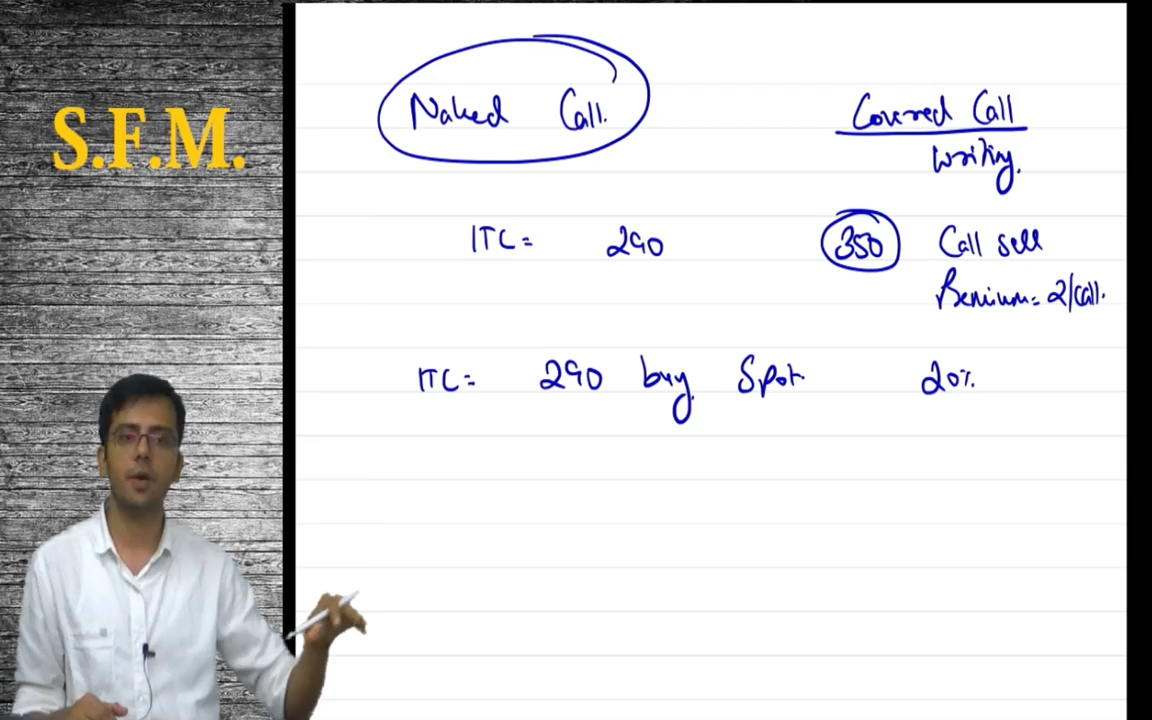 S.F.M.
Naked Call.
Covered Call
writing.
ITC = 290
350 Call sell
Premium = 2/call.
ITC = 290 buy Spot. 20%.